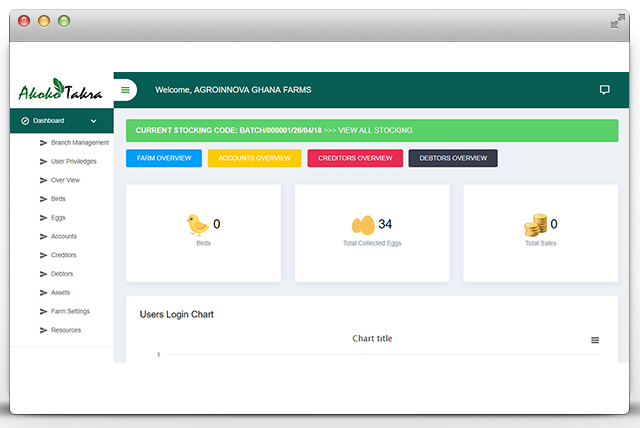 Akoko Takra
Welcome, AGROINNOVA GHANA FARMS
Dashboard
Branch Management
User Priviledges
Over View
Birds
Eggs
Accounts
Creditors
Debtors
Assets
Farm Settings
Resources
CURRENT STOCKING CODE: BATCH/000001/26/04/18 >>> VIEW ALL STOCKING
FARM OVERVIEW
ACCOUNTS OVERVIEW
CREDITORS OVERVIEW
DEBTORS OVERVIEW
0
Birds
34
Total Collected Eggs
0
Total Sales
Users Login Chart
Chart title